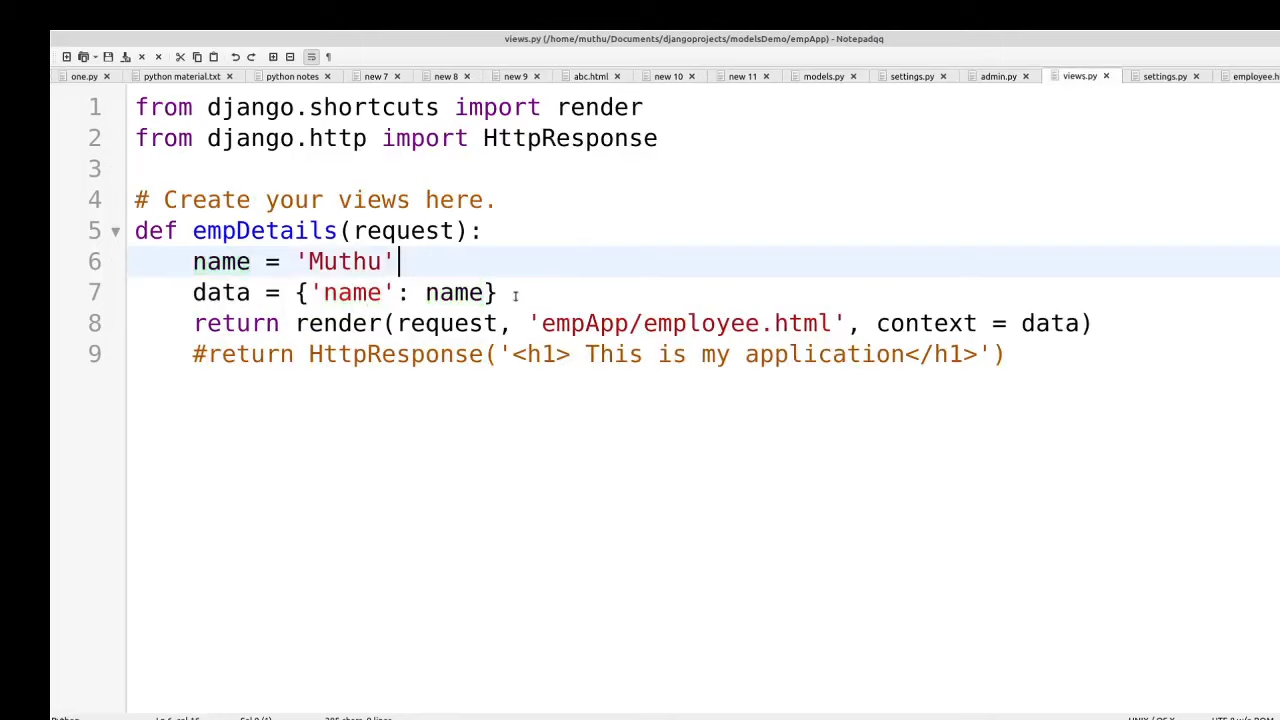 views.py (/home/muthu/Documents/djangoprojects/modelsDemo/empApp) - Notepadqq
one.py python material.txt python notes new 7 new 8 new 9 abc.html new 10 new 11 models.py settings.py admin.py views.py settings.py employee.h
1 from django.shortcuts import render
2 from django.http import HttpResponse
3
4 # Create your views here.
5 def empDetails(request):
6 name = 'Muthu'
7 data = {'name': name}
8 return render(request, 'empApp/employee.html', context = data)
9 #return HttpResponse('<h1> This is my application</h1>')